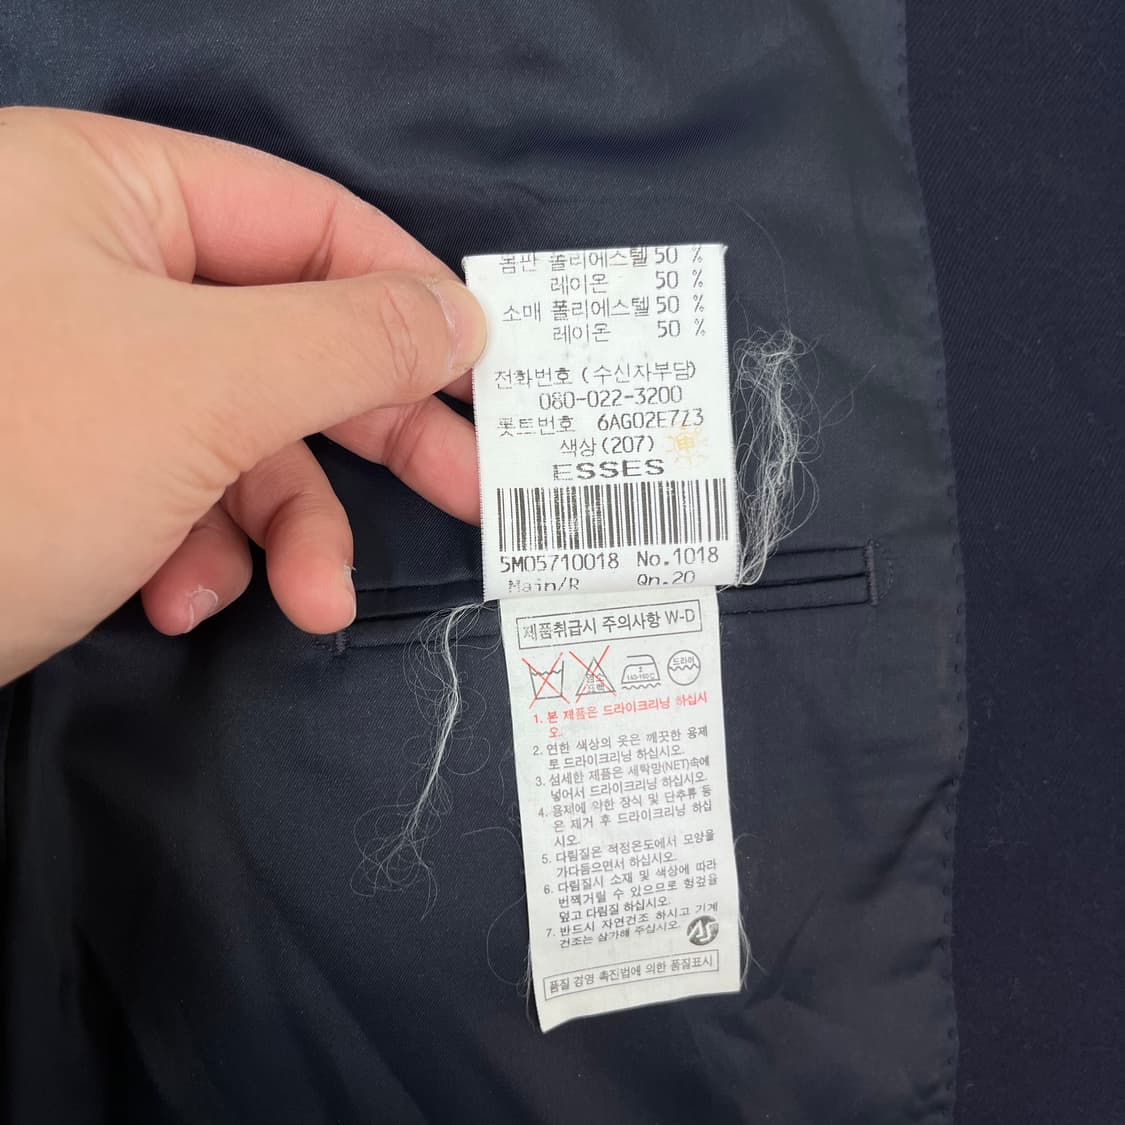 몸판 폴리에스텔 50 %
레이온 50 %
소매 폴리에스텔 50 %
레이온 50 %
전화번호 (수신자부담)
080-022-3200
롯트번호 6AG02E7Z3
색상(207)
ESSES
5M05710018 No.1018
Main/R Qn.20
제품취급시 주의사항 W-D
염소 표백
140-160℃
드라이
1. 본 제품은 드라이크리닝 하십시
오.
2. 연한 색상의 옷은 깨끗한 용제
로 드라이크리닝 하십시오.
3. 섬세한 제품은 세탁망(NET)속에
넣어서 드라이크리닝 하십시오.
4. 용제에 약한 장식 및 단추류 등
은 제거 후 드라이크리닝 하십
시오.
5. 다림질은 적정온도에서 모양을
가다듬으면서 하십시오.
6. 다림질시 소재 및 색상에 따라
번쩍거릴 수 있으므로 헝겊을
덮고 다림질 하십시오.
7. 반드시 자연건조 하시고 기계
건조는 삼가해 주십시오.
품질 경영 촉진법에 의한 품질표시